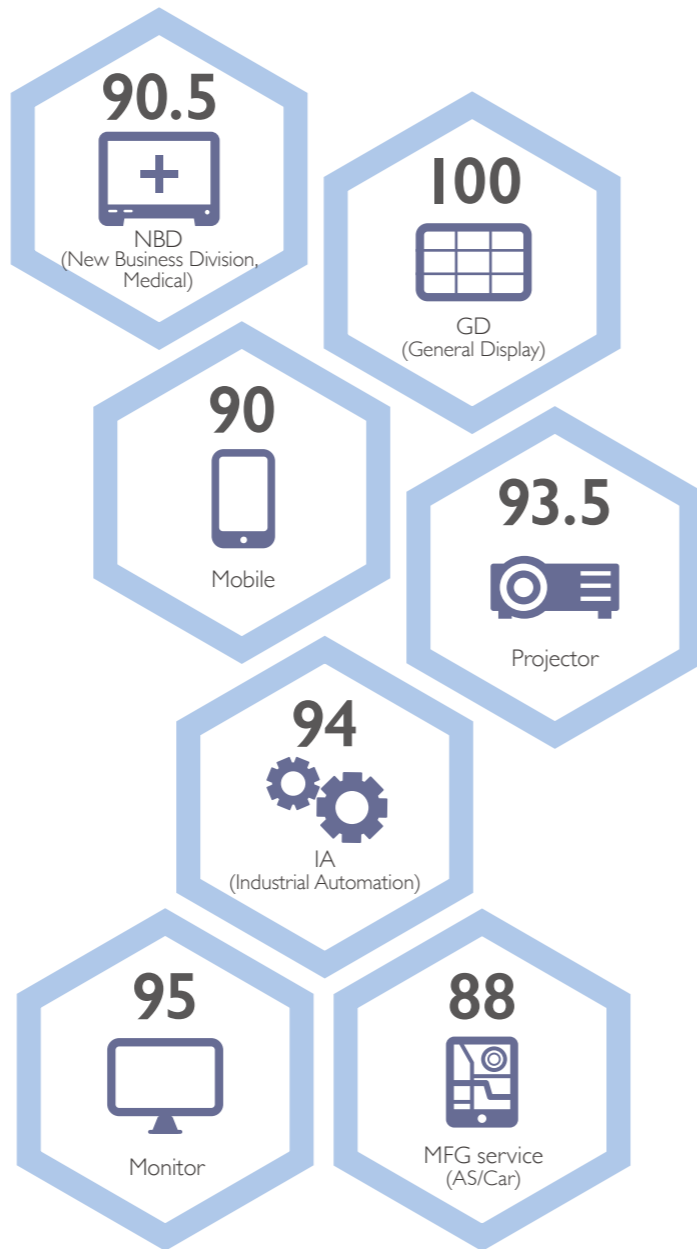 90.5
NBD
(New Business Division,
Medical)
100
GD
(General Display)
90
Mobile
93.5
Projector
94
IA
(Industrial Automation)
95
Monitor
88
MFG service
(AS/Car)